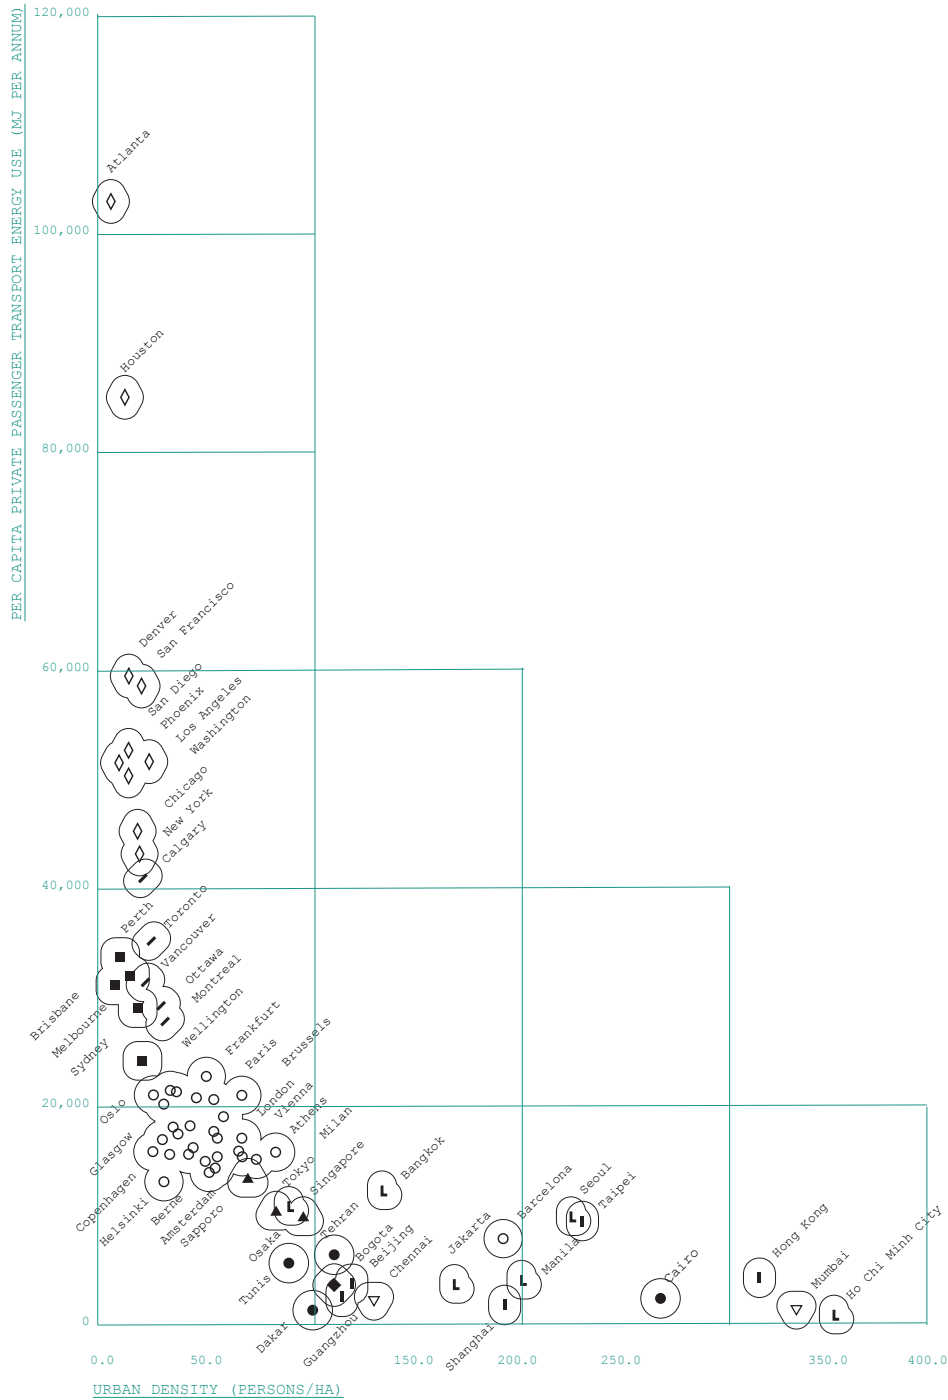 PER CAPITA PRIVATE PASSENGER TRANSPORT ENERGY USE (MJ PER ANNUM)
120,000
Atlanta
100,000
Houston
80,000
Denver
San Francisco
60,000
San Diego
Phoenix
Los Angeles
Washington
Chicago
New York
Calgary
40,000
Perth
Toronto
Vancouver
Ottawa
Montreal
Brisbane
Melbourne
Sydney
Wellington
Frankfurt
Paris
Brussels
20,000
Oslo
London
Vienna
Athens
Milan
Glasgow
Copenhagen
Helsinki
Berne
Amsterdam
Sapporo
Tokyo
Singapore
Bangkok
Osaka
Tehran
Bogota
Beijing
Chennai
Jakarta
Barcelona
Seoul
Taipei
Manila
Tunis
Dakar
Guangzhou
Shanghai
Cairo
Hong Kong
Mumbai
Ho Chi Minh City
0
0.0
50.0
150.0
200.0
250.0
350.0
400.0
URBAN DENSITY (PERSONS/HA)